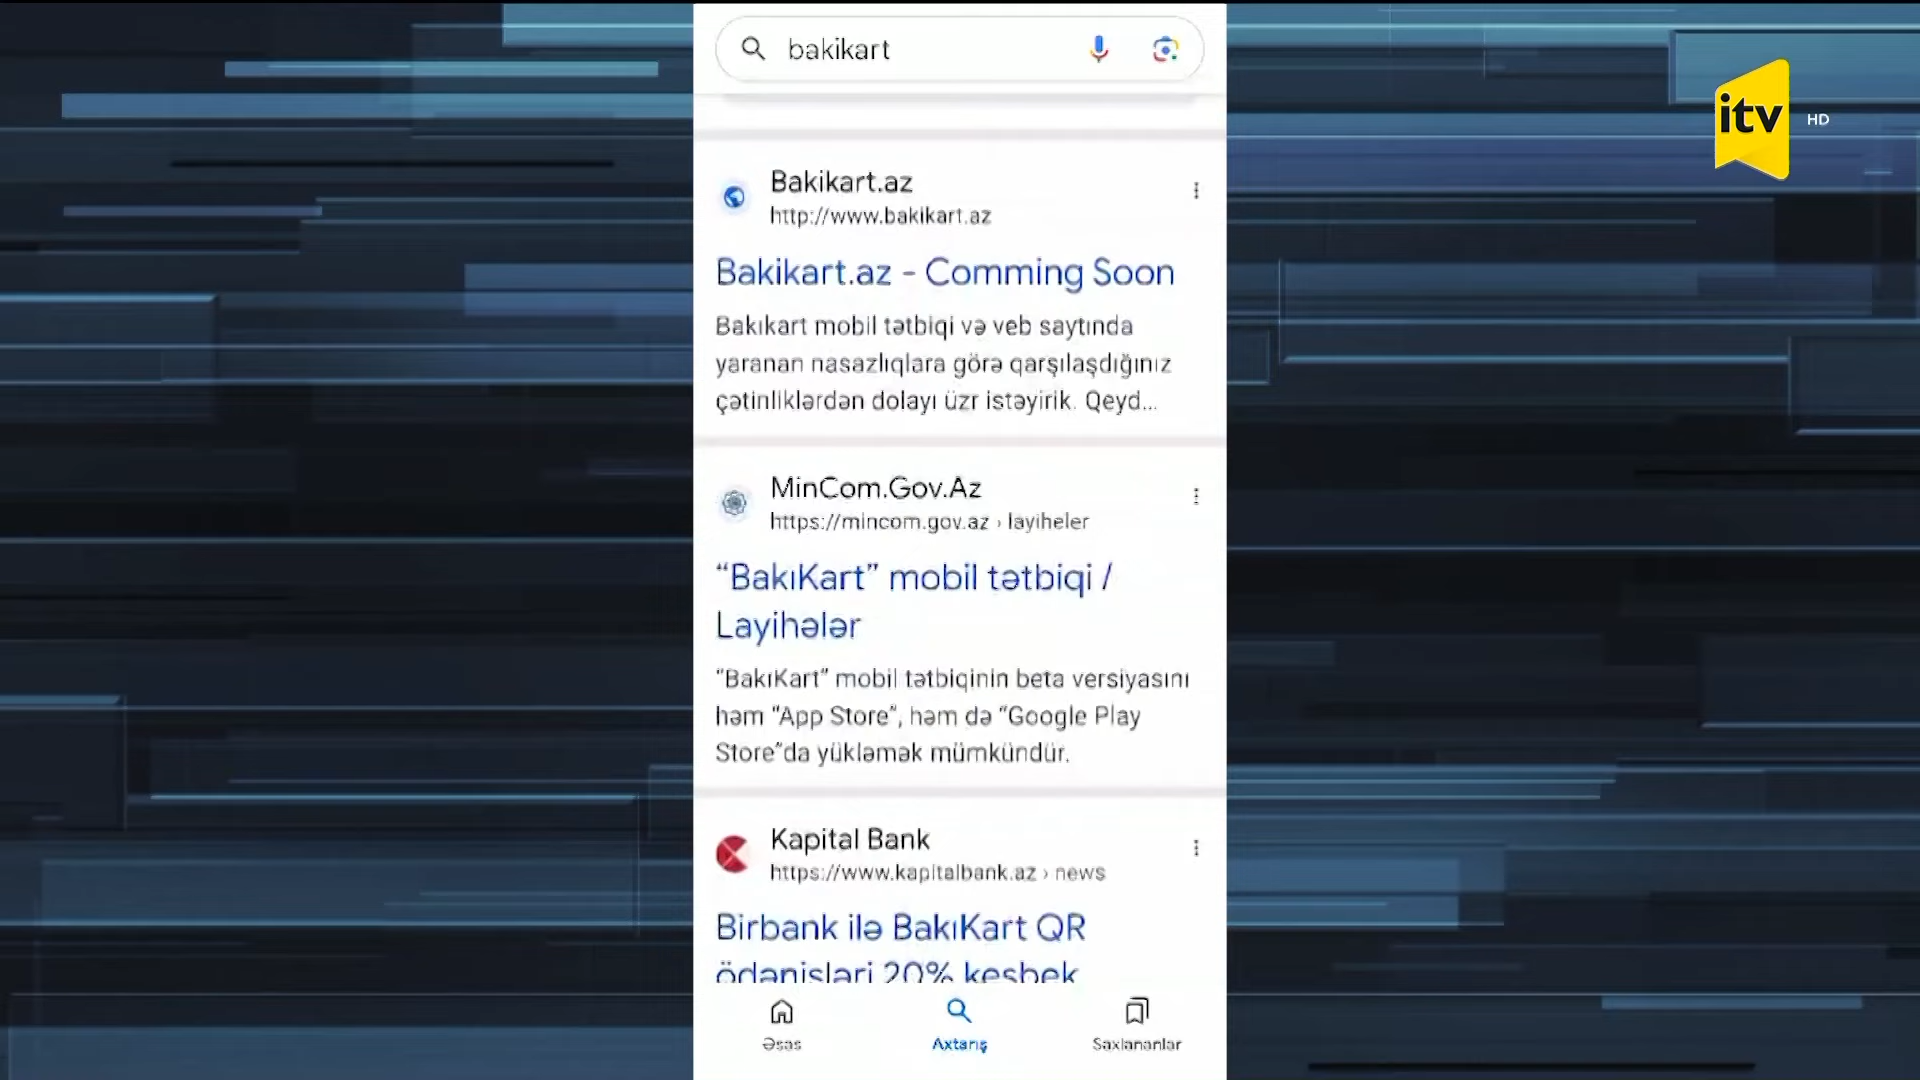 bakikart
itv HD
Bakikart.az
http://www.bakikart.az
Bakikart.az - Comming Soon
Bakıkart mobil tətbiqi və veb saytında
yaranan nasazlıqlara görə qarşılaşdığınız
çətinliklərdən dolayı üzr istəyirik. Qeyd...
MinCom.Gov.Az
https://mincom.gov.az › layiheler
“BakıKart” mobil tətbiqi /
Layihələr
“BakıKart” mobil tətbiqinin beta versiyasını
həm “App Store”, həm də “Google Play
Store”da yükləmək mümkündür.
Kapital Bank
https://www.kapitalbank.az › news
Birbank ilə BakıKart QR
ödənişləri 20% keşbek
Əsas
Axtarış
Saxlananlar